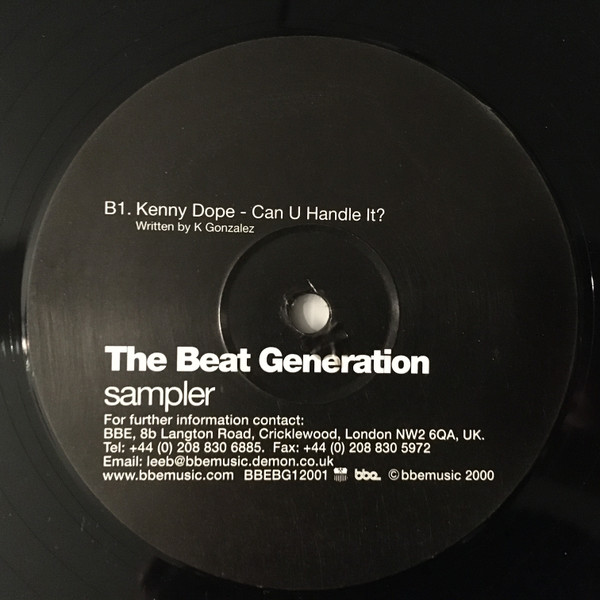 B1. Kenny Dope - Can U Handle It?
Written by K Gonzalez
The Beat Generation
sampler
For further information contact:
BBE, 8b Langton Road, Cricklewood, London NW2 6QA, UK.
Tel: +44 (0) 208 830 6885. Fax: +44 (0) 208 830 5972
Email: leeb@bbemusic.demon.co.uk
www.bbemusic.com BBEBG12001 bbe ©bbemusic 2000